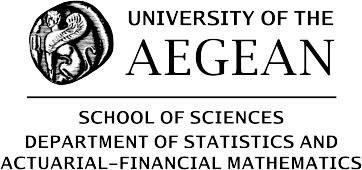 UNIVERSITY OF THE
AEGEAN
SCHOOL OF SCIENCES
DEPARTMENT OF STATISTICS AND
ACTUARIAL-FINANCIAL MATHEMATICS